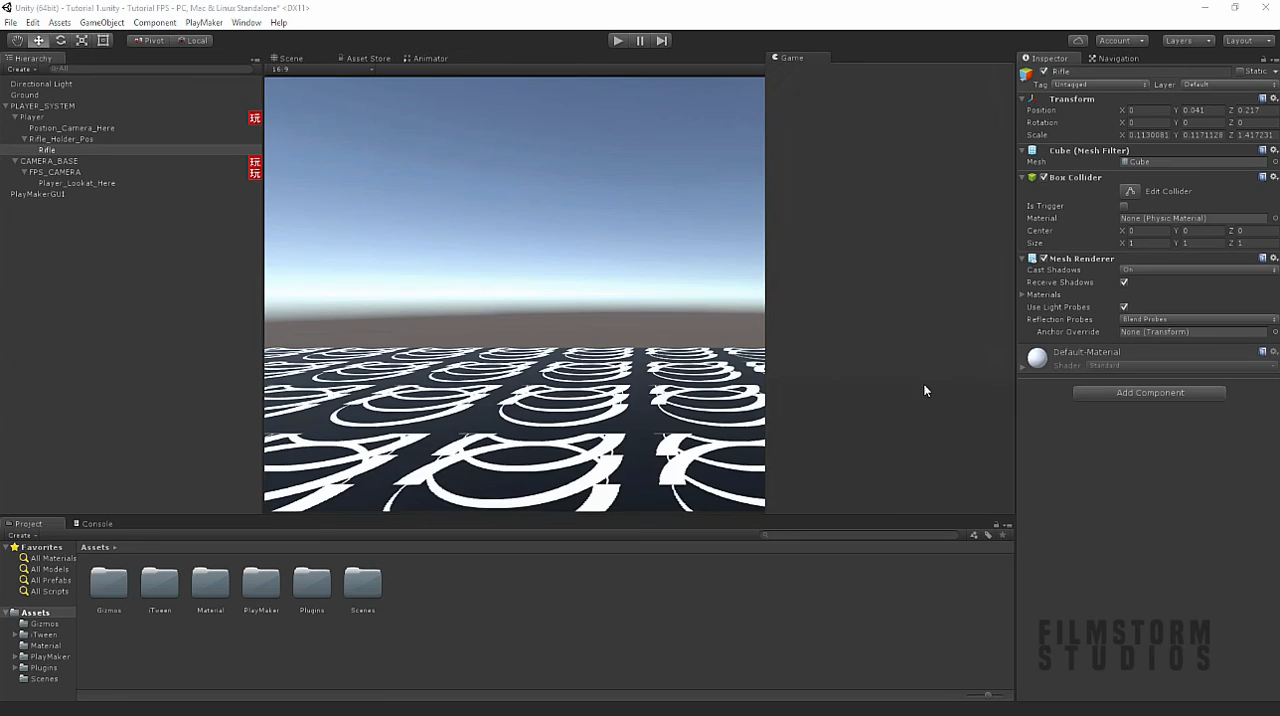 Unity (64bit) - Tutorial 1.unity - Tutorial FPS - PC, Mac & Linux Standalone* <DX11>
File Edit Assets GameObject Component PlayMaker Window Help
Pivot Local Account Layers Layout
Hierarchy Scene Asset Store Animator Game Inspector Navigation
Create All 16:9
Directional Light
Ground
PLAYER_SYSTEM
Player 玩
Postion_Camera_Here
Rifle_Holder_Pos
Rifle
CAMERA_BASE 玩
FPS_CAMERA 玩
Player_Lookat_Here
PlayMakerGUI
Rifle Static
Tag Untagged Layer Default
Transform
Position X 0 Y 0.041 Z 0.217
Rotation X 0 Y 0 Z 0
Scale X 0.1130081 Y 0.1171128 Z 1.417231
Cube (Mesh Filter)
Mesh Cube
Box Collider
Edit Collider
Is Trigger
Material None (Physic Material)
Center X 0 Y 0 Z 0
Size X 1 Y 1 Z 1
Mesh Renderer
Cast Shadows On
Receive Shadows
Materials
Use Light Probes
Reflection Probes Blend Probes
Anchor Override None (Transform)
Default-Material
Shader Standard
Add Component
Project Console
Create
Favorites
All Materials
All Models
All Prefabs
All Scripts
Assets
Gizmos
iTween
Material
PlayMaker
Plugins
Scenes
Assets
Gizmos iTween Material PlayMaker Plugins Scenes
FILMSTORM
STUDIOS